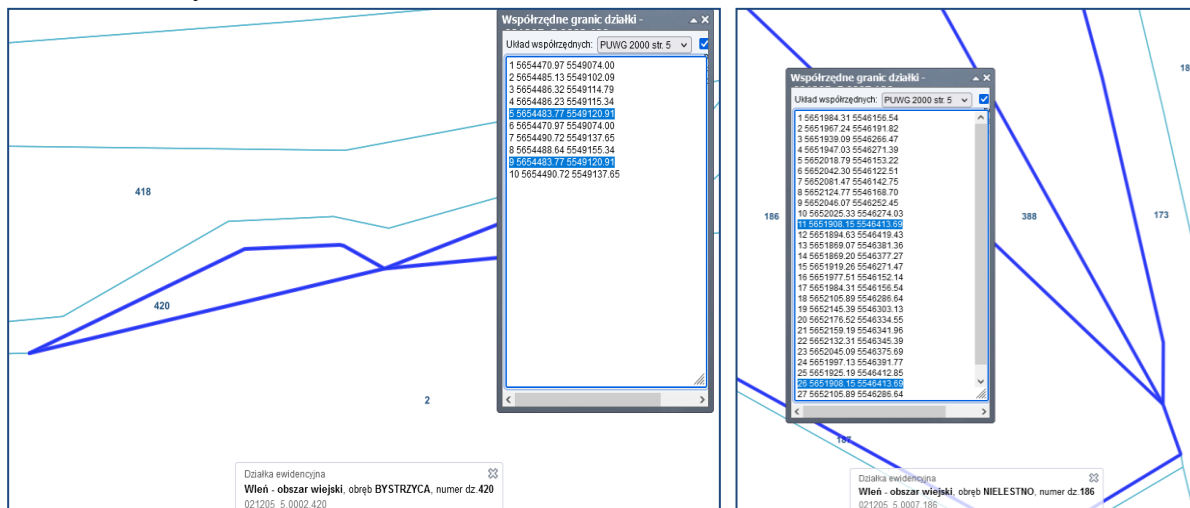 Współrzędne granic działki -
Układ współrzędnych: PUWG 2000 str. 5
1 5654470.97 5549074.00
2 5654485.13 5549102.09
3 5654486.32 5549114.79
4 5654486.23 5549115.34
5 5654483.77 5549120.91
6 5654470.97 5549074.00
7 5654490.72 5549137.65
8 5654488.64 5549155.34
9 5654483.77 5549120.91
10 5654490.72 5549137.65
418
420
2
Działka ewidencyjna
Wleń - obszar wiejski, obręb BYSTRZYCA, numer dz.420
021205_5.0002.420
Współrzędne granic działki -
Układ współrzędnych: PUWG 2000 str. 5
1 5651984.31 5546156.54
2 5651967.24 5546191.82
3 5651939.09 5546266.47
4 5651947.03 5546271.39
5 5652018.79 5546153.22
6 5652042.30 5546122.51
7 5652081.47 5546142.75
8 5652124.77 5546168.70
9 5652046.07 5546252.45
10 5652025.33 5546274.03
11 5651908.15 5546413.69
12 5651894.63 5546419.43
13 5651869.07 5546381.36
14 5651869.20 5546377.27
15 5651919.26 5546271.47
16 5651977.51 5546152.14
17 5651984.31 5546156.54
18 5652105.89 5546286.64
19 5652145.39 5546303.13
20 5652176.52 5546334.55
21 5652159.19 5546341.96
22 5652132.31 5546345.39
23 5652045.09 5546375.69
24 5651997.13 5546391.77
25 5651925.19 5546412.85
26 5651908.15 5546413.69
27 5652105.89 5546286.64
18
186
388
173
187
Działka ewidencyjna
Wleń - obszar wiejski, obręb NIELESTNO, numer dz.186
021205_5.0007.186